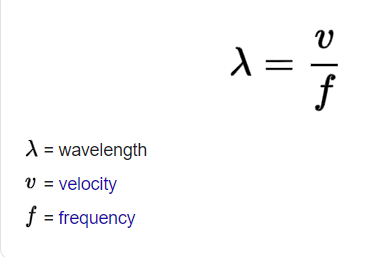 λ = v/f
λ = wavelength
v = velocity
f = frequency